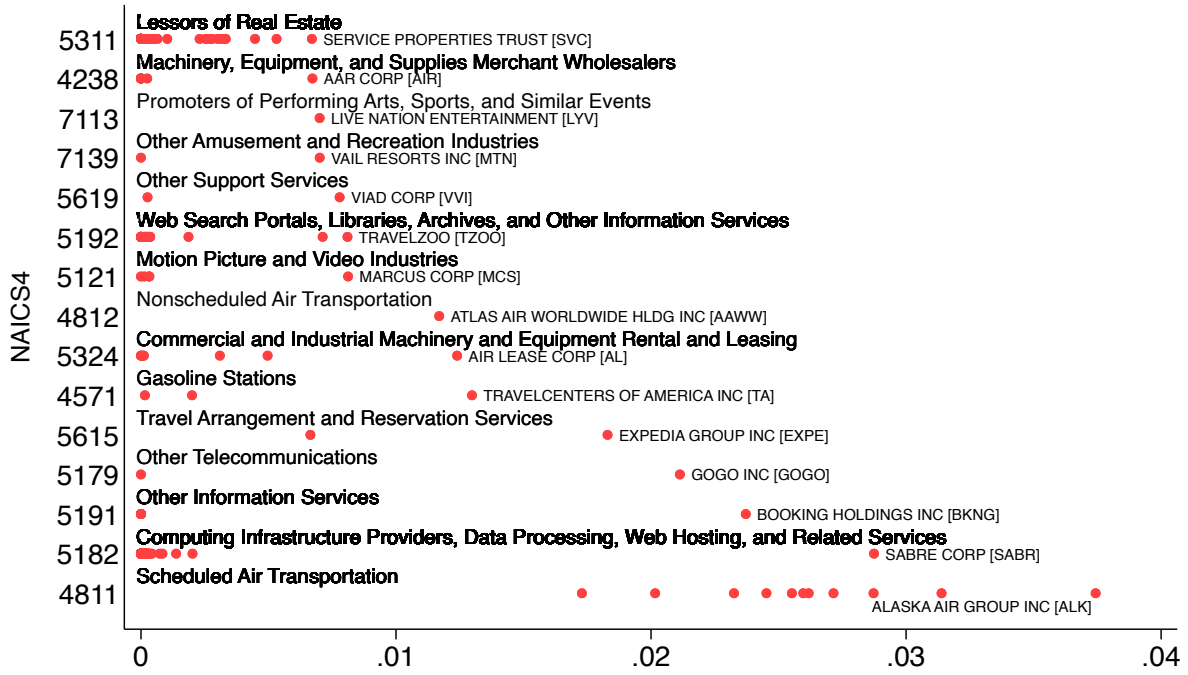 Lessors of Real Estate
5311 SERVICE PROPERTIES TRUST [SVC]
Machinery, Equipment, and Supplies Merchant Wholesalers
4238 AAR CORP [AIR]
Promoters of Performing Arts, Sports, and Similar Events
7113 LIVE NATION ENTERTAINMENT [LYV]
Other Amusement and Recreation Industries
7139 VAIL RESORTS INC [MTN]
Other Support Services
5619 VIAD CORP [VVI]
Web Search Portals, Libraries, Archives, and Other Information Services
5192 TRAVELZOO [TZOO]
Motion Picture and Video Industries
5121 MARCUS CORP [MCS]
Nonscheduled Air Transportation
4812 ATLAS AIR WORLDWIDE HLDG INC [AAWW]
Commercial and Industrial Machinery and Equipment Rental and Leasing
5324 AIR LEASE CORP [AL]
Gasoline Stations
4571 TRAVELCENTERS OF AMERICA INC [TA]
Travel Arrangement and Reservation Services
5615 EXPEDIA GROUP INC [EXPE]
Other Telecommunications
5179 GOGO INC [GOGO]
Other Information Services
5191 BOOKING HOLDINGS INC [BKNG]
Computing Infrastructure Providers, Data Processing, Web Hosting, and Related Services
5182 SABRE CORP [SABR]
Scheduled Air Transportation
4811 ALASKA AIR GROUP INC [ALK]
NAICS4
0 .01 .02 .03 .04